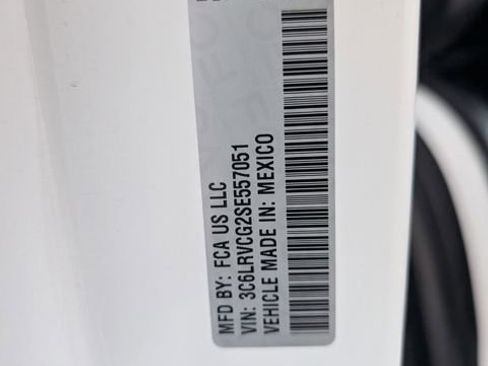 MFD BY: FCA US LLC
VIN: 3C6LRVCG2SE557051
VEHICLE MADE IN: MEXICO